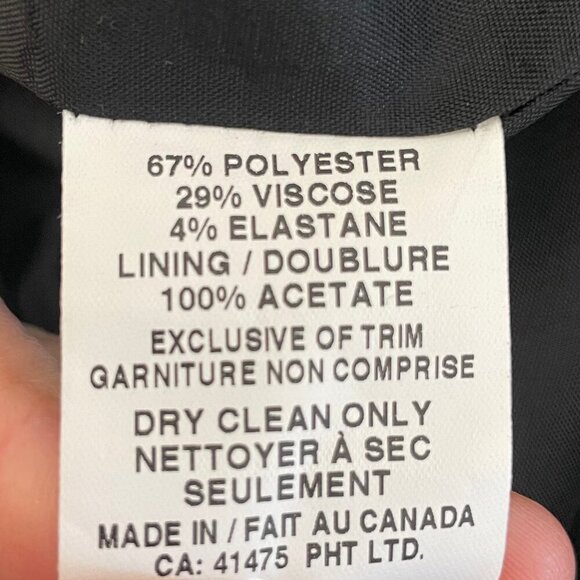 67% POLYESTER
29% VISCOSE
4% ELASTANE
LINING / DOUBLURE
100% ACETATE
EXCLUSIVE OF TRIM
GARNITURE NON COMPRISE
DRY CLEAN ONLY
NETTOYER À SEC
SEULEMENT
MADE IN / FAIT AU CANADA
CA: 41475 PHT LTD.